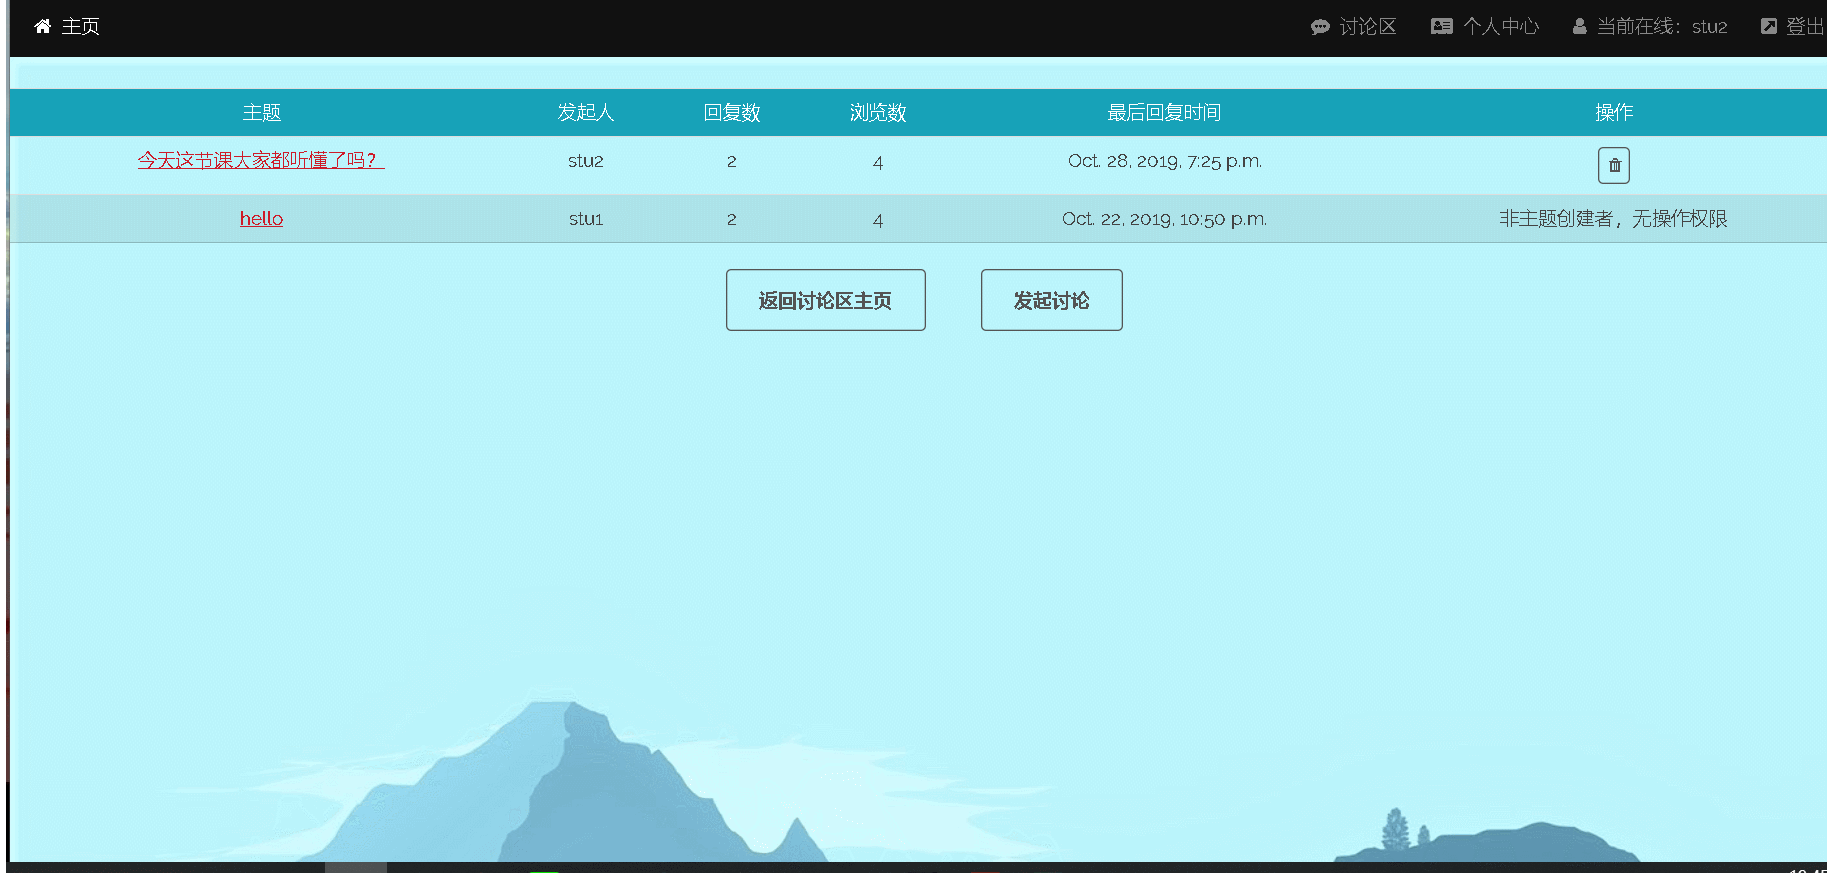 主页 讨论区 个人中心 当前在线：stu2 登出
主题 发起人 回复数 浏览数 最后回复时间 操作
今天这节课大家都听懂了吗？ stu2 2 4 Oct. 28, 2019, 7:25 p.m.
hello stu1 2 4 Oct. 22, 2019, 10:50 p.m. 非主题创建者，无操作权限
返回讨论区主页 发起讨论